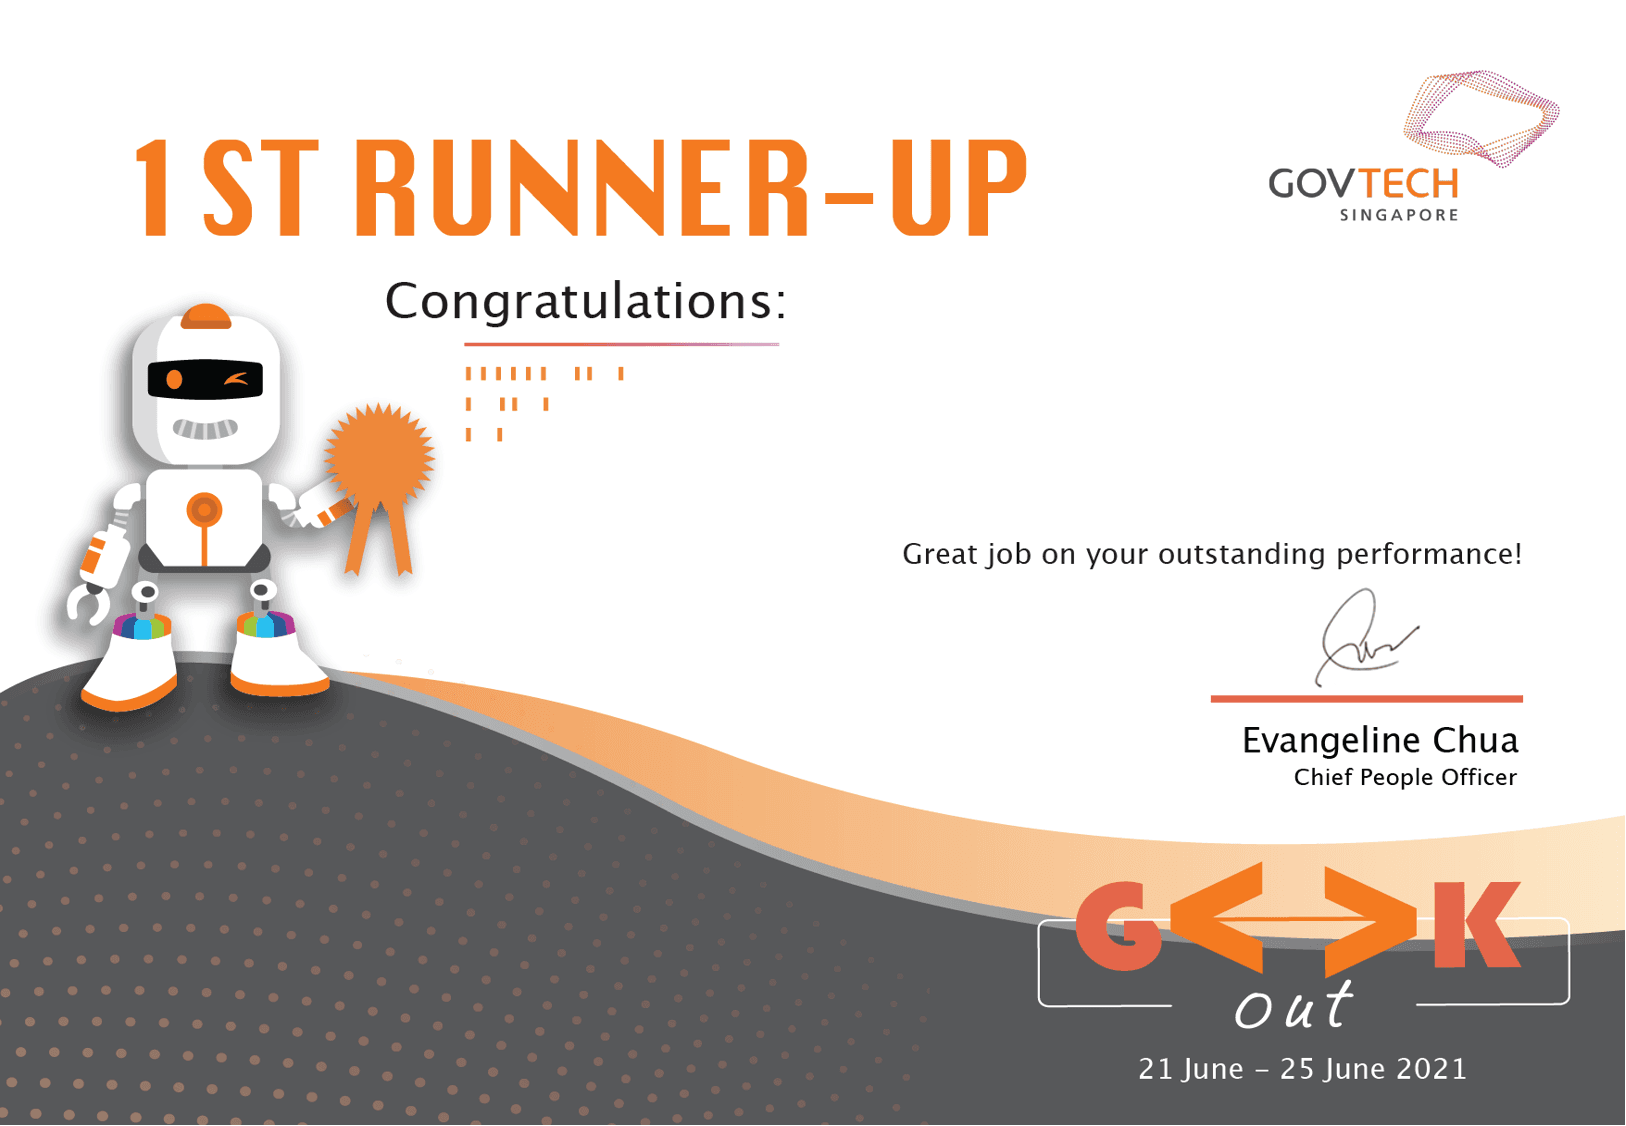 1ST RUNNER-UP
GOVTECH
SINGAPORE
Congratulations:
Great job on your outstanding performance!
Evangeline Chua
Chief People Officer
G<>K
out
21 June – 25 June 2021